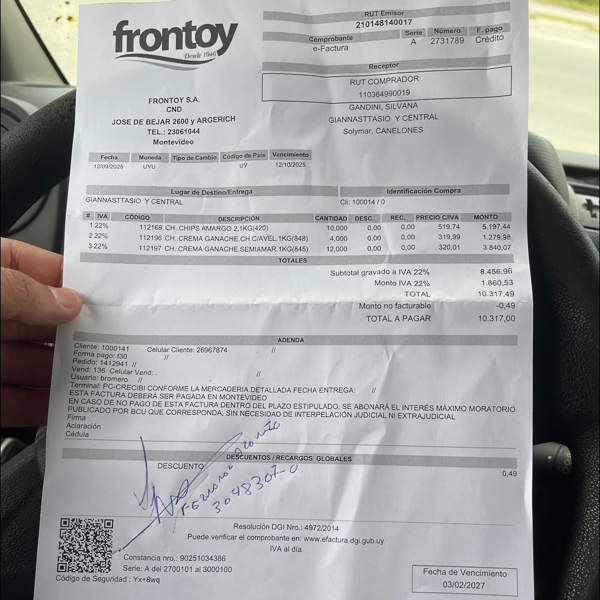 frontoy
Desde 1946
FRONTOY S.A.
CND
JOSE DE BEJAR 2600 y ARGERICH
TEL.: 23061044
Montevideo
RUT Emisor
210148140017
Comprobante Serie Número F. pago
e-Factura A 2731789 Crédito
Receptor
RUT COMPRADOR
110364990019
GANDINI, SILVANA
GIANNASTTASIO Y CENTRAL
Solymar, CANELONES
Fecha Moneda Tipo de Cambio Código de País Vencimiento
12/09/2025 UYU UY 12/10/2025
Lugar de Destino/Entrega Identificación Compra
GIANNASTTASIO Y CENTRAL Cli: 100014 / 0
# IVA CÓDIGO DESCRIPCIÓN CANTIDAD DESC. REC. PRECIO C/IVA MONTO
1 22% 112169 CH..CHIPS AMARGO 2,1KG(420) 10,000 0,00 0,00 519,74 5.197,44
2 22% 112196 CH..CREMA GANACHE.CH.C/AVEL.1KG(848) 4,000 0,00 0,00 319,99 1.279,98
3 22% 112197 CH..CREMA GANACHE.SEMIAMAR.1KG(845) 12,000 0,00 0,00 320,01 3.840,07
TOTALES
Subtotal gravado a IVA 22% 8.456,96
Monto IVA 22% 1.860,53
TOTAL 10.317,49
Monto no facturable -0,49
TOTAL A PAGAR 10.317,00
ADENDA
Cliente: 1000141 Celular Cliente: 26967874 //
Forma pago: f30 //
Pedido: 1412941 //
Vend: 136 Celular Vend: . //
Usuario: bromero //
Terminal: PC-CRECIBI CONFORME LA MERCADERIA DETALLADA FECHA ENTREGA: //
ESTA FACTURA DEBERÁ SER PAGADA EN MONTEVIDEO
EN CASO DE NO PAGO DE ESTA FACTURA DENTRO DEL PLAZO ESTIPULADO, SE ABONARÁ EL INTERÉS MÁXIMO MORATORIO
PUBLICADO POR BCU QUE CORRESPONDA, SIN NECESIDAD DE INTERPELACIÓN JUDICIAL NI EXTRAJUDICIAL
Firma
Aclaración
Cédula
DESCUENTOS / RECARGOS GLOBALES
DESCUENTO 0,49
3048307-0
Resolución DGI Nro.: 4972/2014
Puede verificar el comprobante en: www.efactura.dgi.gub.uy
IVA al día
Constancia nro.: 90251034386
Serie: A del 2700101 al 3000100
Código de Seguridad : Yx+8wq
Fecha de Vencimiento
03/02/2027